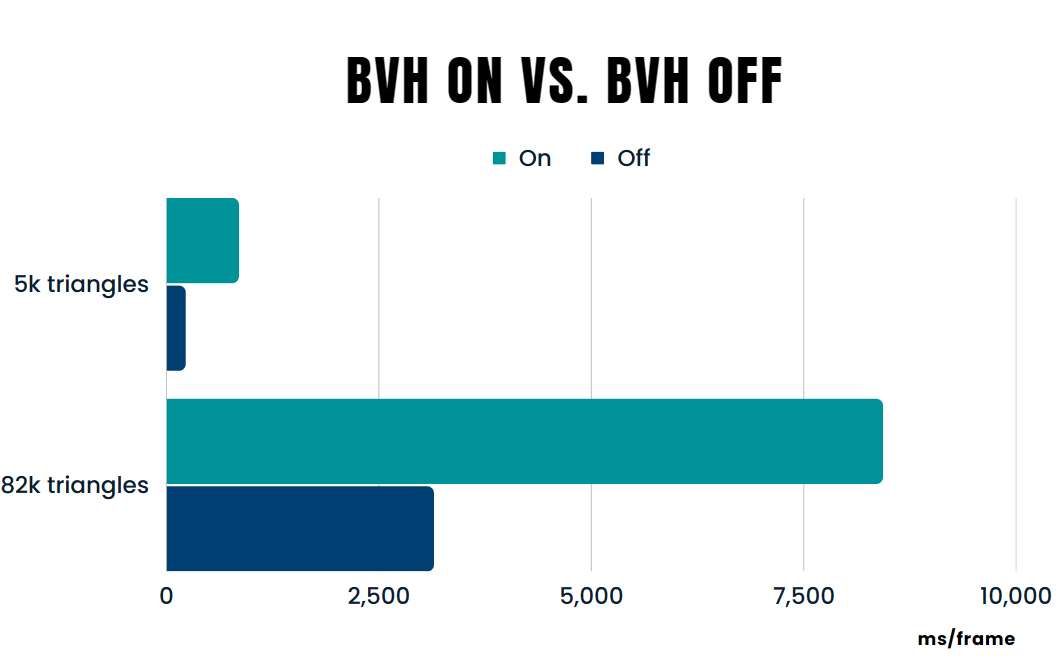 BVH ON VS. BVH OFF
On Off
5k triangles
82k triangles
0 2,500 5,000 7,500 10,000
ms/frame